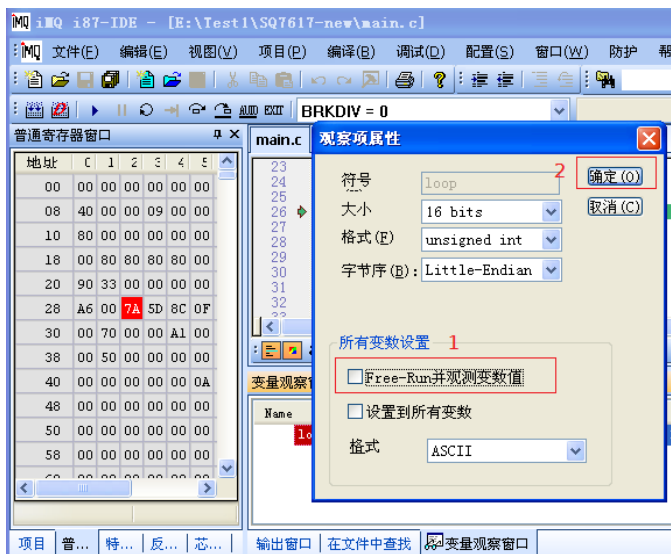 iMQ i87-IDE - [E:\Test1\SQ7617-new\main.c]
iMQ 文件(F) 编辑(E) 视图(V) 项目(P) 编译(B) 调试(D) 配置(S) 窗口(W) 防护
AUTO EXIT BRKDIV = 0
普通寄存器窗口
地址 0 1 2 3 4 5
00 00 00 00 00 00 00
08 40 00 00 09 00 00
10 80 00 00 00 00 00
18 00 80 80 80 80 00
20 90 33 00 00 00 00
28 A6 00 7A 5D 8C 0F
30 00 70 00 00 A1 00
38 00 50 00 00 00 00
40 00 00 00 00 00 0A
48 00 00 00 00 00 00
50 00 00 00 00 00 00
58 00 00 00 00 00 00
项目 普... 特... 反... 芯...
main.c
23
24
25
26
27
28
29
30
31
32
变量观察窗
Name
lo
输出窗口 在文件中查找 变量观察窗口
观察项属性
符号 loop
2 确定(O)
大小 16 bits
取消(C)
格式(F) unsigned int
字节序(B): Little-Endian
所有变数设置 1
Free-Run并观测变数值
设置到所有变数
格式 ASCII